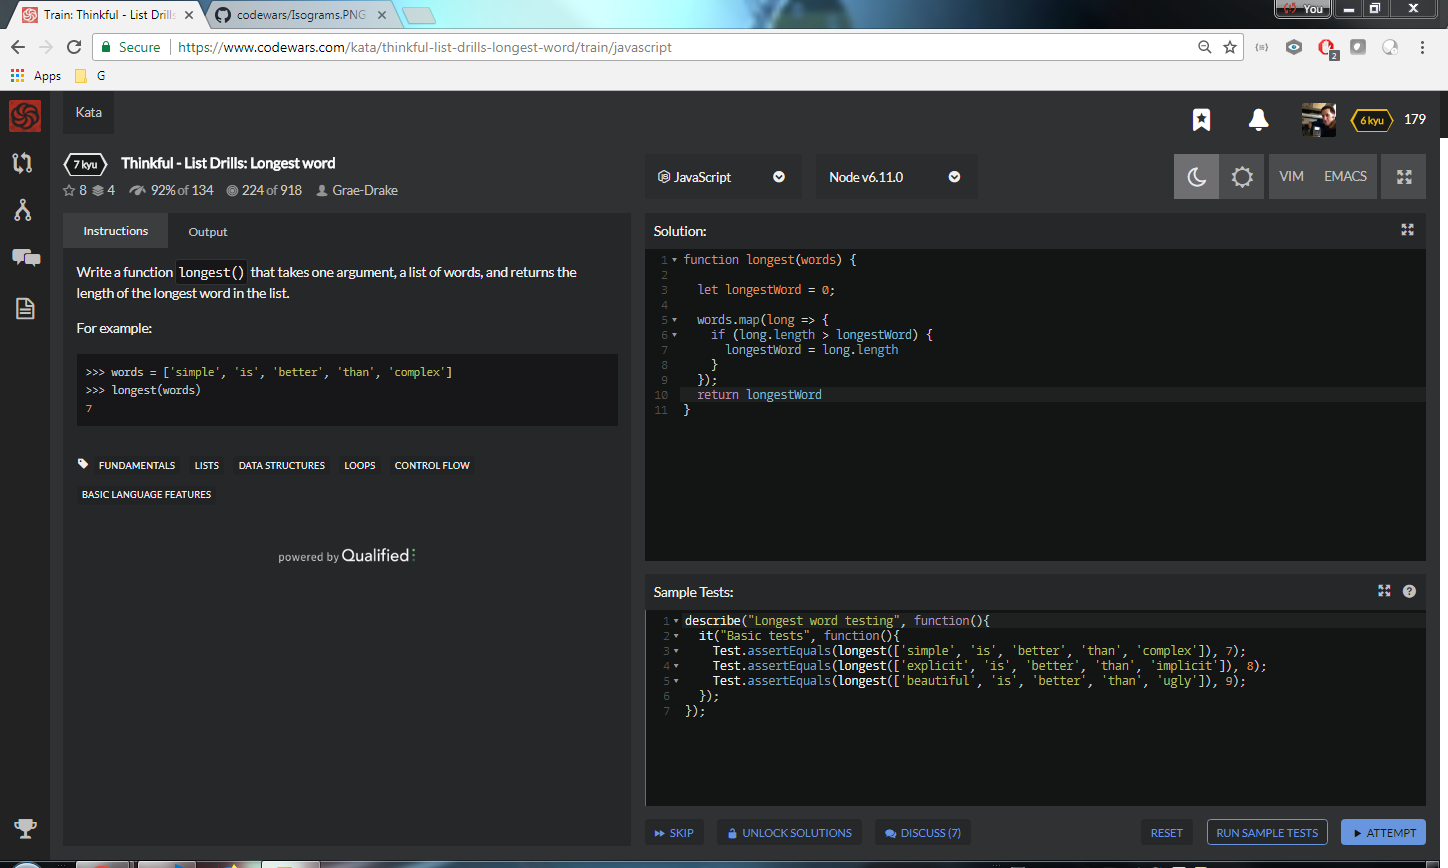 Train: Thinkful - List Drills
codewars/Isograms.PNG
You
Secure
https://www.codewars.com/kata/thinkful-list-drills-longest-word/train/javascript
2
Apps
G
Kata
6 kyu
179
7 kyu
Thinkful - List Drills: Longest word
8
4
92% of 134
224 of 918
Grae-Drake
JavaScript
Node v6.11.0
VIM
EMACS
Instructions
Output
Write a function longest() that takes one argument, a list of words, and returns the
length of the longest word in the list.
For example:
>>> words = ['simple', 'is', 'better', 'than', 'complex']
>>> longest(words)
7
FUNDAMENTALS
LISTS
DATA STRUCTURES
LOOPS
CONTROL FLOW
BASIC LANGUAGE FEATURES
powered by Qualified
Solution:
1 function longest(words) {
2
3 let longestWord = 0;
4
5 words.map(long => {
6 if (long.length > longestWord) {
7 longestWord = long.length
8 }
9 });
10 return longestWord
11 }
Sample Tests:
1 describe("Longest word testing", function(){
2 it("Basic tests", function(){
3 Test.assertEquals(longest(['simple', 'is', 'better', 'than', 'complex']), 7);
4 Test.assertEquals(longest(['explicit', 'is', 'better', 'than', 'implicit']), 8);
5 Test.assertEquals(longest(['beautiful', 'is', 'better', 'than', 'ugly']), 9);
6 });
7 });
SKIP
UNLOCK SOLUTIONS
DISCUSS (7)
RESET
RUN SAMPLE TESTS
ATTEMPT